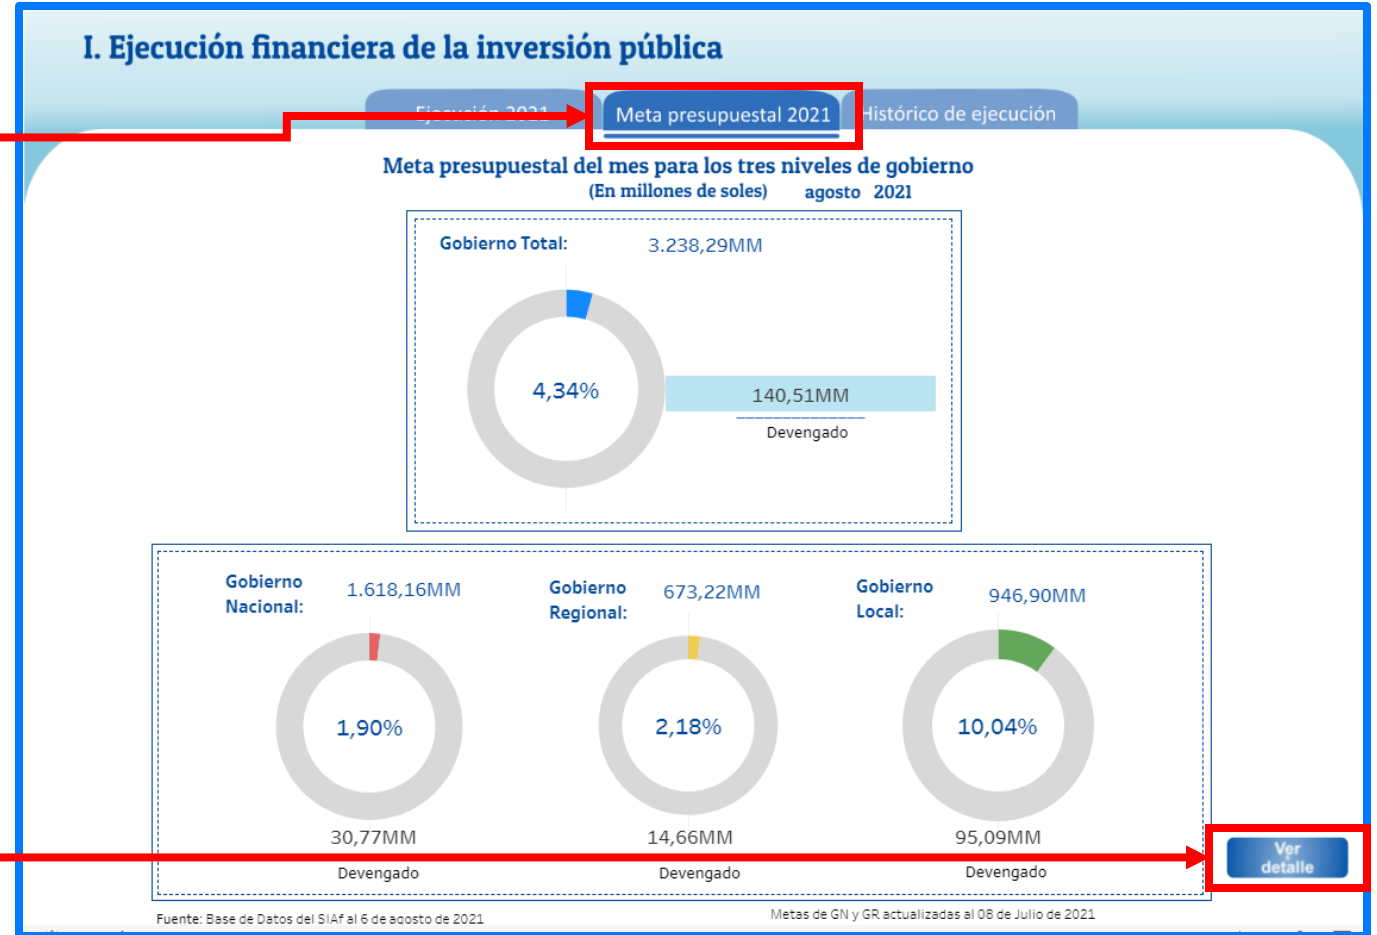 I. Ejecución financiera de la inversión pública
Ejecución 2021
Meta presupuestal 2021
Histórico de ejecución
Meta presupuestal del mes para los tres niveles de gobierno
(En millones de soles) agosto 2021
Gobierno Total: 3.238,29MM
4,34%
140,51MM
Devengado
Gobierno
Nacional:
1.618,16MM
1,90%
30,77MM
Devengado
Gobierno
Regional:
673,22MM
2,18%
14,66MM
Devengado
Gobierno
Local:
946,90MM
10,04%
95,09MM
Devengado
Ver
detalle
Fuente: Base de Datos del SIAf al 6 de agosto de 2021
Metas de GN y GR actualizadas al 08 de Julio de 2021